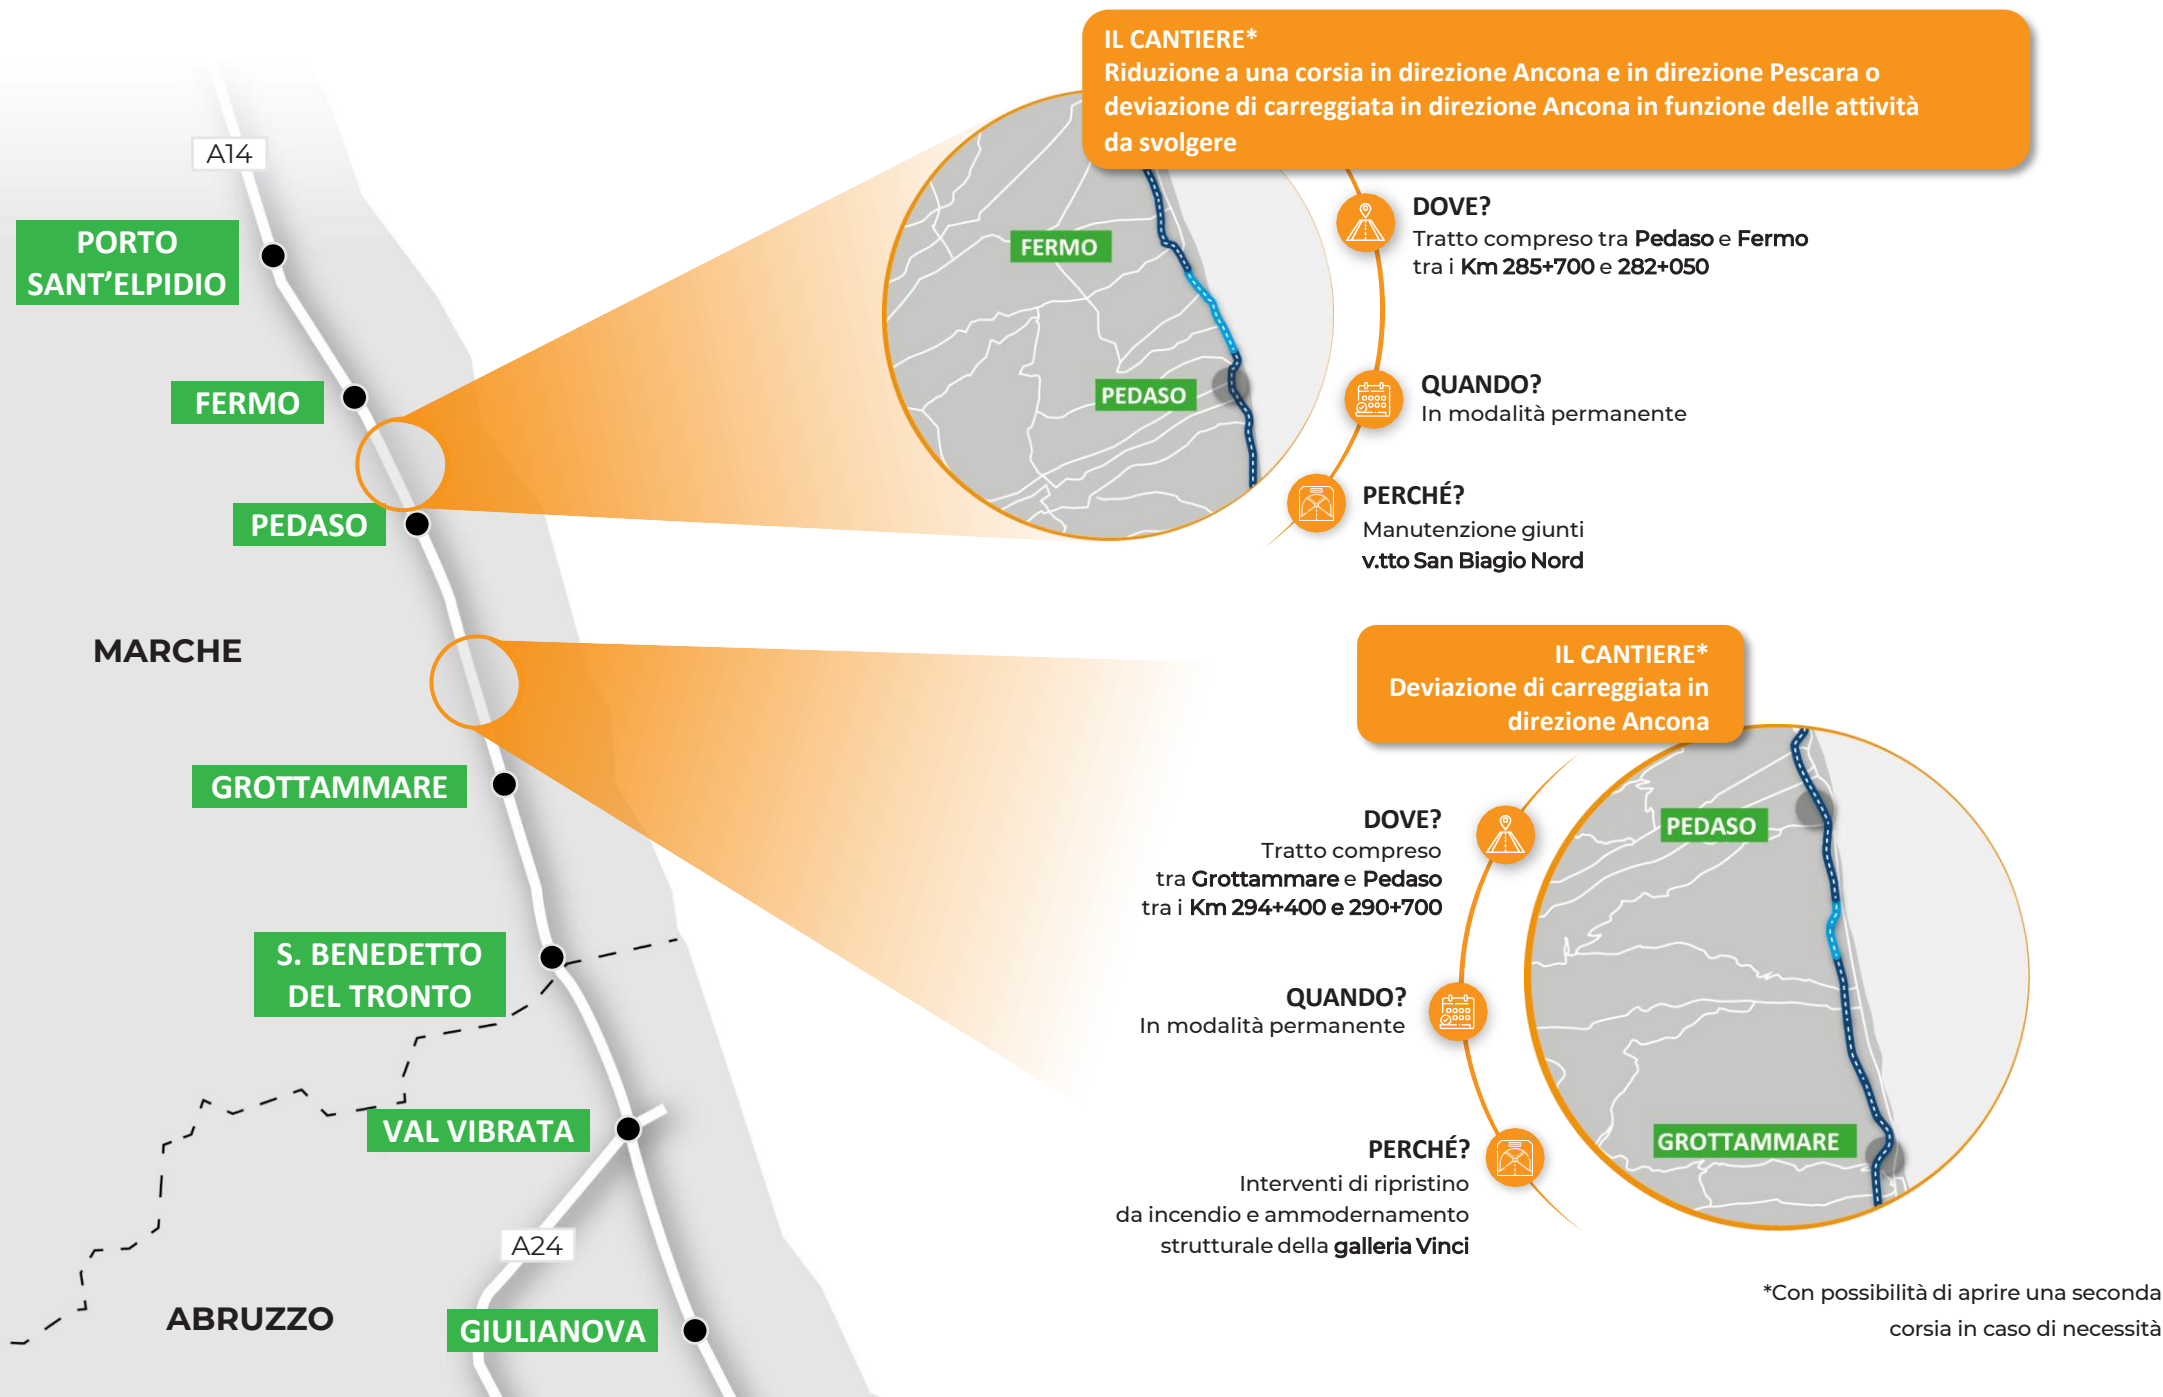 A14
PORTO
SANT'ELPIDIO
FERMO
PEDASO
MARCHE
GROTTAMMARE
S. BENEDETTO
DEL TRONTO
VAL VIBRATA
A24
ABRUZZO
GIULIANOVA
IL CANTIERE*
Riduzione a una corsia in direzione Ancona e in direzione Pescara o
deviazione di carreggiata in direzione Ancona in funzione delle attività
da svolgere
FERMO
PEDASO
DOVE?
Tratto compreso tra Pedaso e Fermo
tra i Km 285+700 e 282+050
QUANDO?
In modalità permanente
PERCHÉ?
Manutenzione giunti
v.tto San Biagio Nord
IL CANTIERE*
Deviazione di carreggiata in
direzione Ancona
DOVE?
Tratto compreso
tra Grottammare e Pedaso
tra i Km 294+400 e 290+700
QUANDO?
In modalità permanente
PERCHÉ?
Interventi di ripristino
da incendio e ammodernamento
strutturale della galleria Vinci
PEDASO
GROTTAMMARE
*Con possibilità di aprire una seconda
corsia in caso di necessità